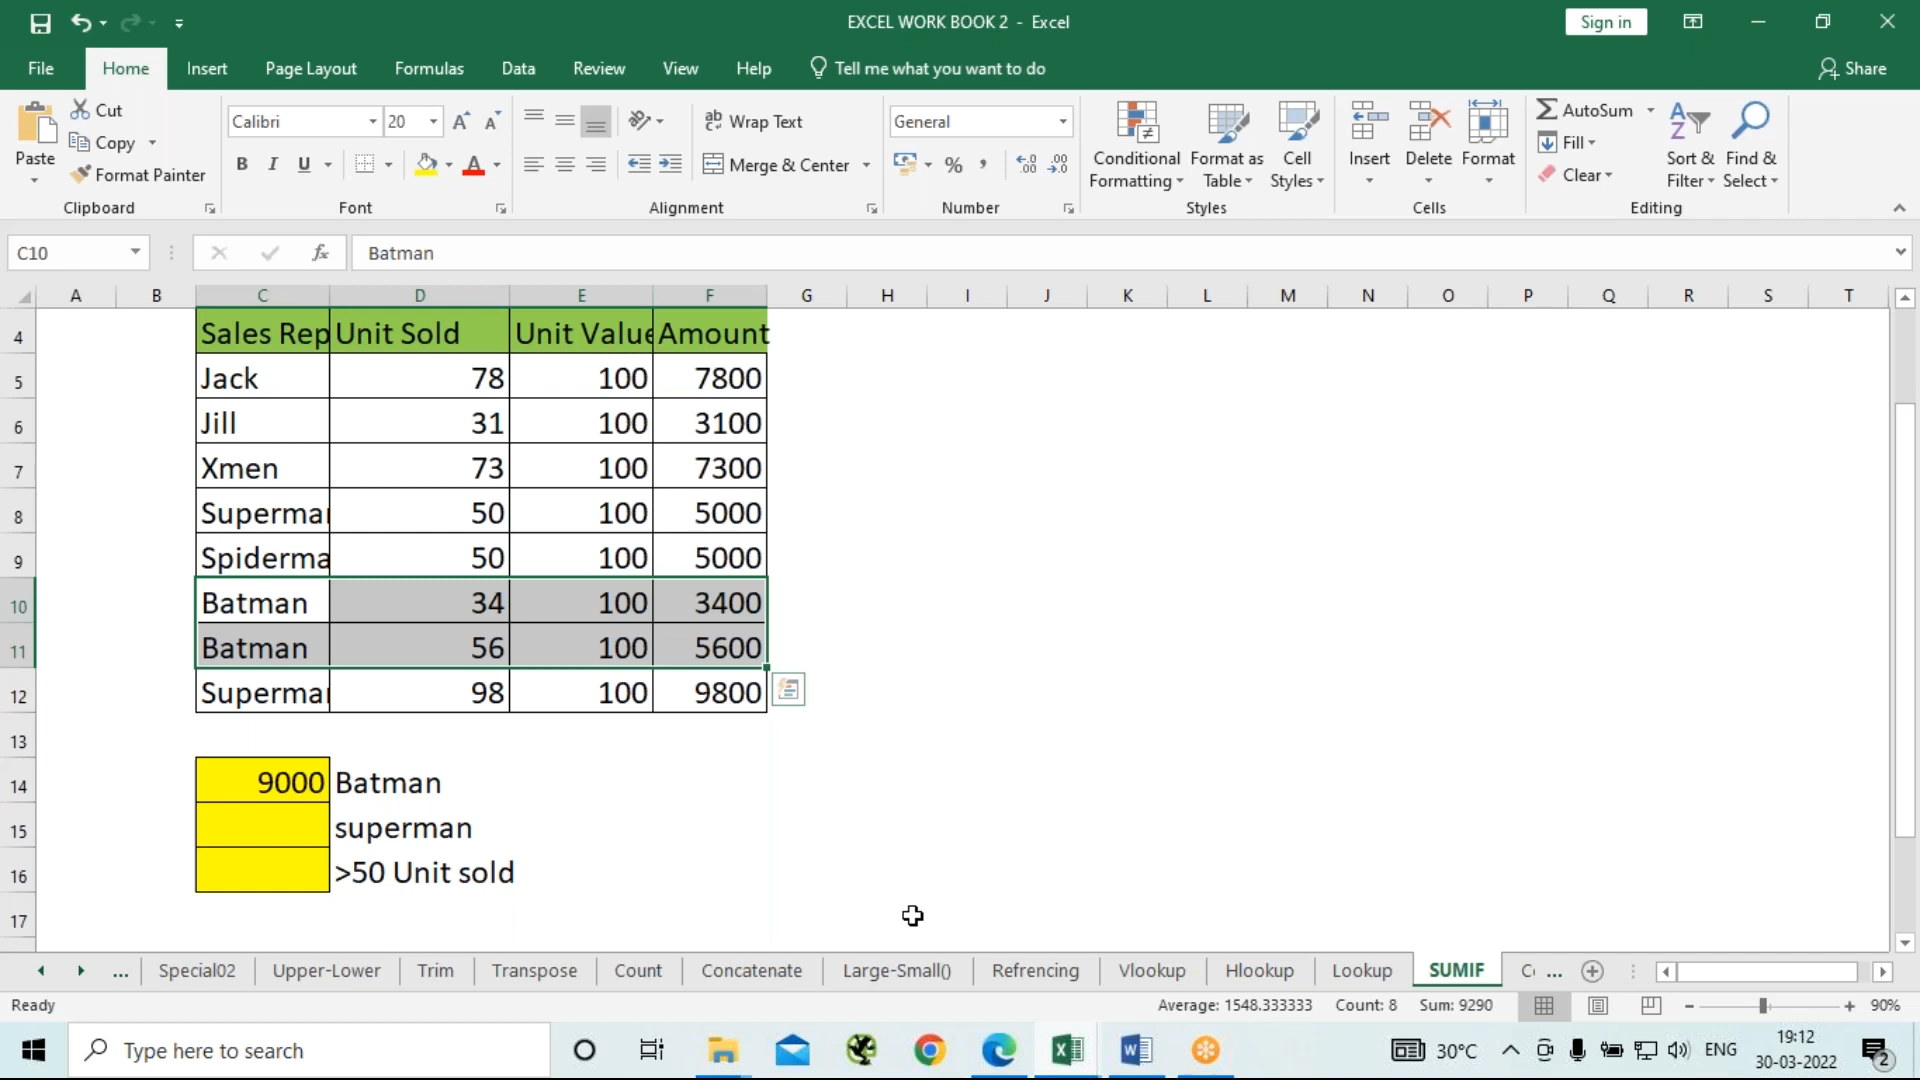 EXCEL WORK BOOK 2 - Excel
Sign in
File Home Insert Page Layout Formulas Data Review View Help Tell me what you want to do Share
Paste
Cut
Copy
Format Painter
Clipboard
Calibri 20
B I U
Font
Wrap Text
Merge & Center
Alignment
General
% ,
Number
Conditional Formatting
Format as Table
Cell Styles
Styles
Insert Delete Format
Cells
AutoSum
Fill
Clear
Sort & Filter
Find & Select
Editing
C10 fx Batman
A B C D E F G H I J K L M N O P Q R S T
4 Sales Rep Unit Sold Unit Value Amount
5 Jack 78 100 7800
6 Jill 31 100 3100
7 Xmen 73 100 7300
8 Superma 50 100 5000
9 Spiderma 50 100 5000
10 Batman 34 100 3400
11 Batman 56 100 5600
12 Superma 98 100 9800
13
14 9000 Batman
15 superman
16 >50 Unit sold
17
... Special02 Upper-Lower Trim Transpose Count Concatenate Large-Small() Refrencing Vlookup Hlookup Lookup SUMIF ...
Ready Average: 1548.333333 Count: 8 Sum: 9290 90%
Type here to search 30°C ENG 19:12
30-03-2022 2